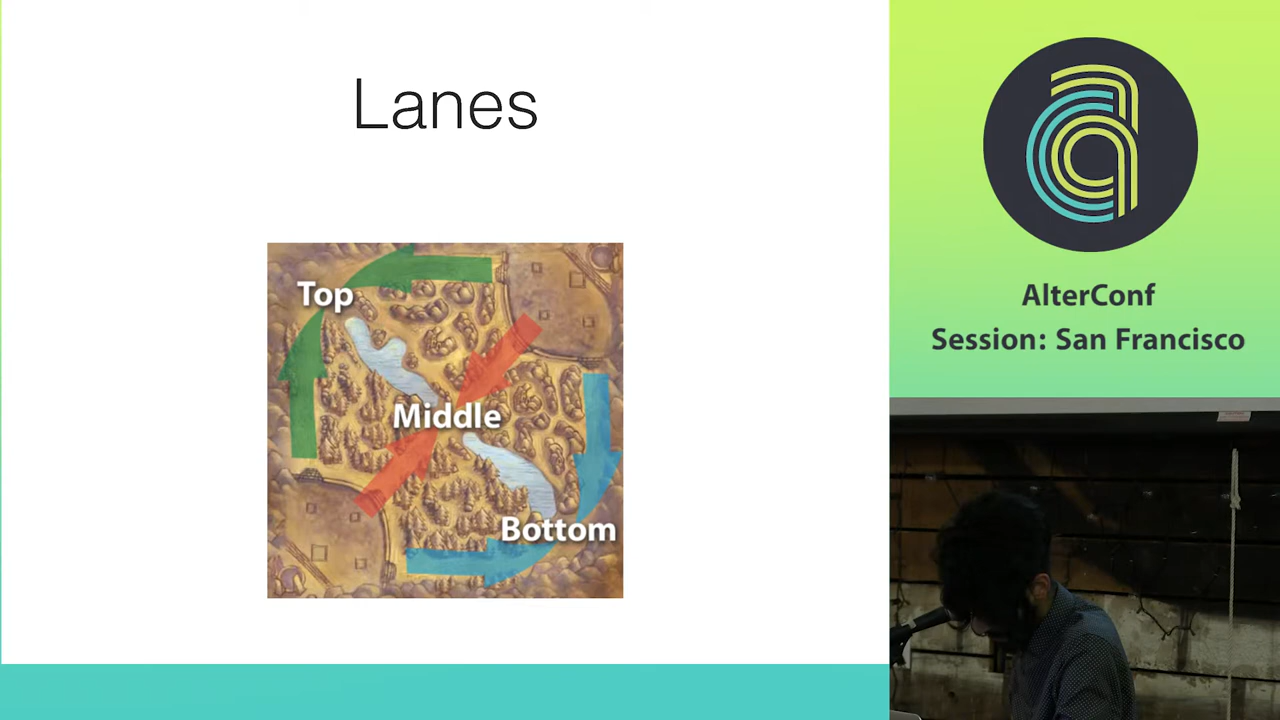 Lanes
Top
Middle
Bottom
AlterConf
Session: San Francisco